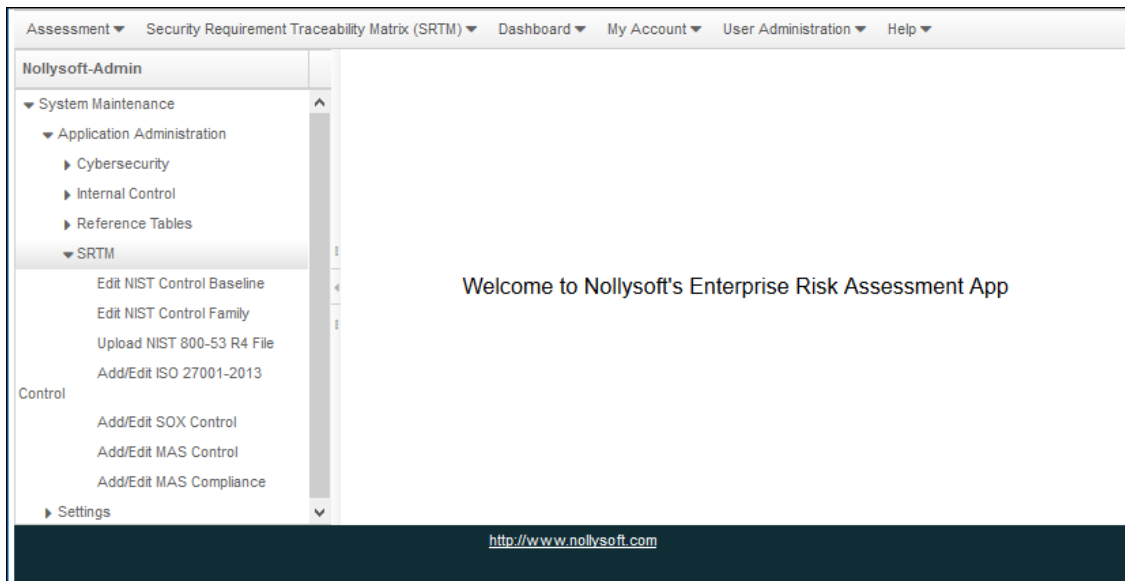 Assessment Security Requirement Traceability Matrix (SRTM) Dashboard My Account User Administration Help
Nollysoft-Admin
System Maintenance
Application Administration
Cybersecurity
Internal Control
Reference Tables
SRTM
Edit NIST Control Baseline
Edit NIST Control Family
Upload NIST 800-53 R4 File
Add/Edit ISO 27001-2013
Control
Add/Edit SOX Control
Add/Edit MAS Control
Add/Edit MAS Compliance
Settings
Welcome to Nollysoft's Enterprise Risk Assessment App
http://www.nollysoft.com